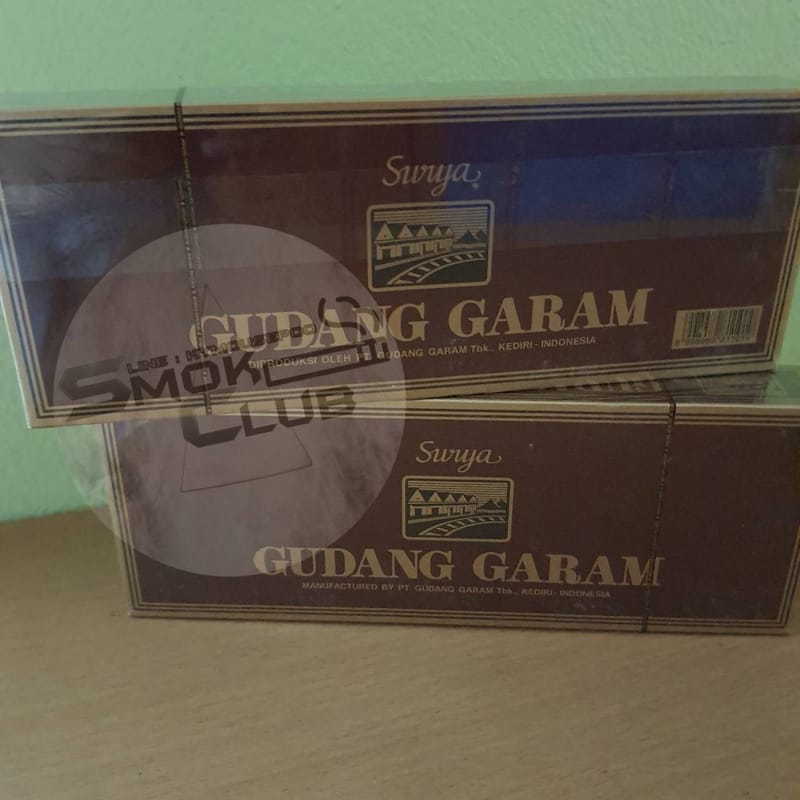 Surya
GUDANG GARAM
DIPRODUKSI OLEH PT. GUDANG GARAM Tbk., KEDIRI - INDONESIA
SMOK
CLUB
Surya
GUDANG GARAM
MANUFACTURED BY PT GUDANG GARAM Tbk., KEDIRI - INDONESIA